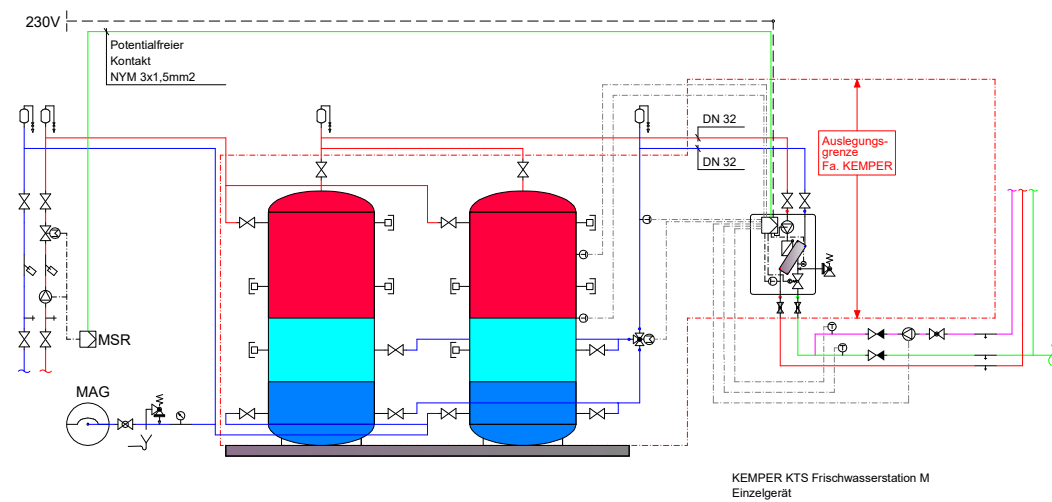 230V
Potentialfreier
Kontakt
NYM 3x1,5mm2
DN 32
DN 32
Auslegungs-
grenze
Fa. KEMPER
MSR
MAG
T
T
KEMPER KTS Frischwasserstation M
Einzelgerät